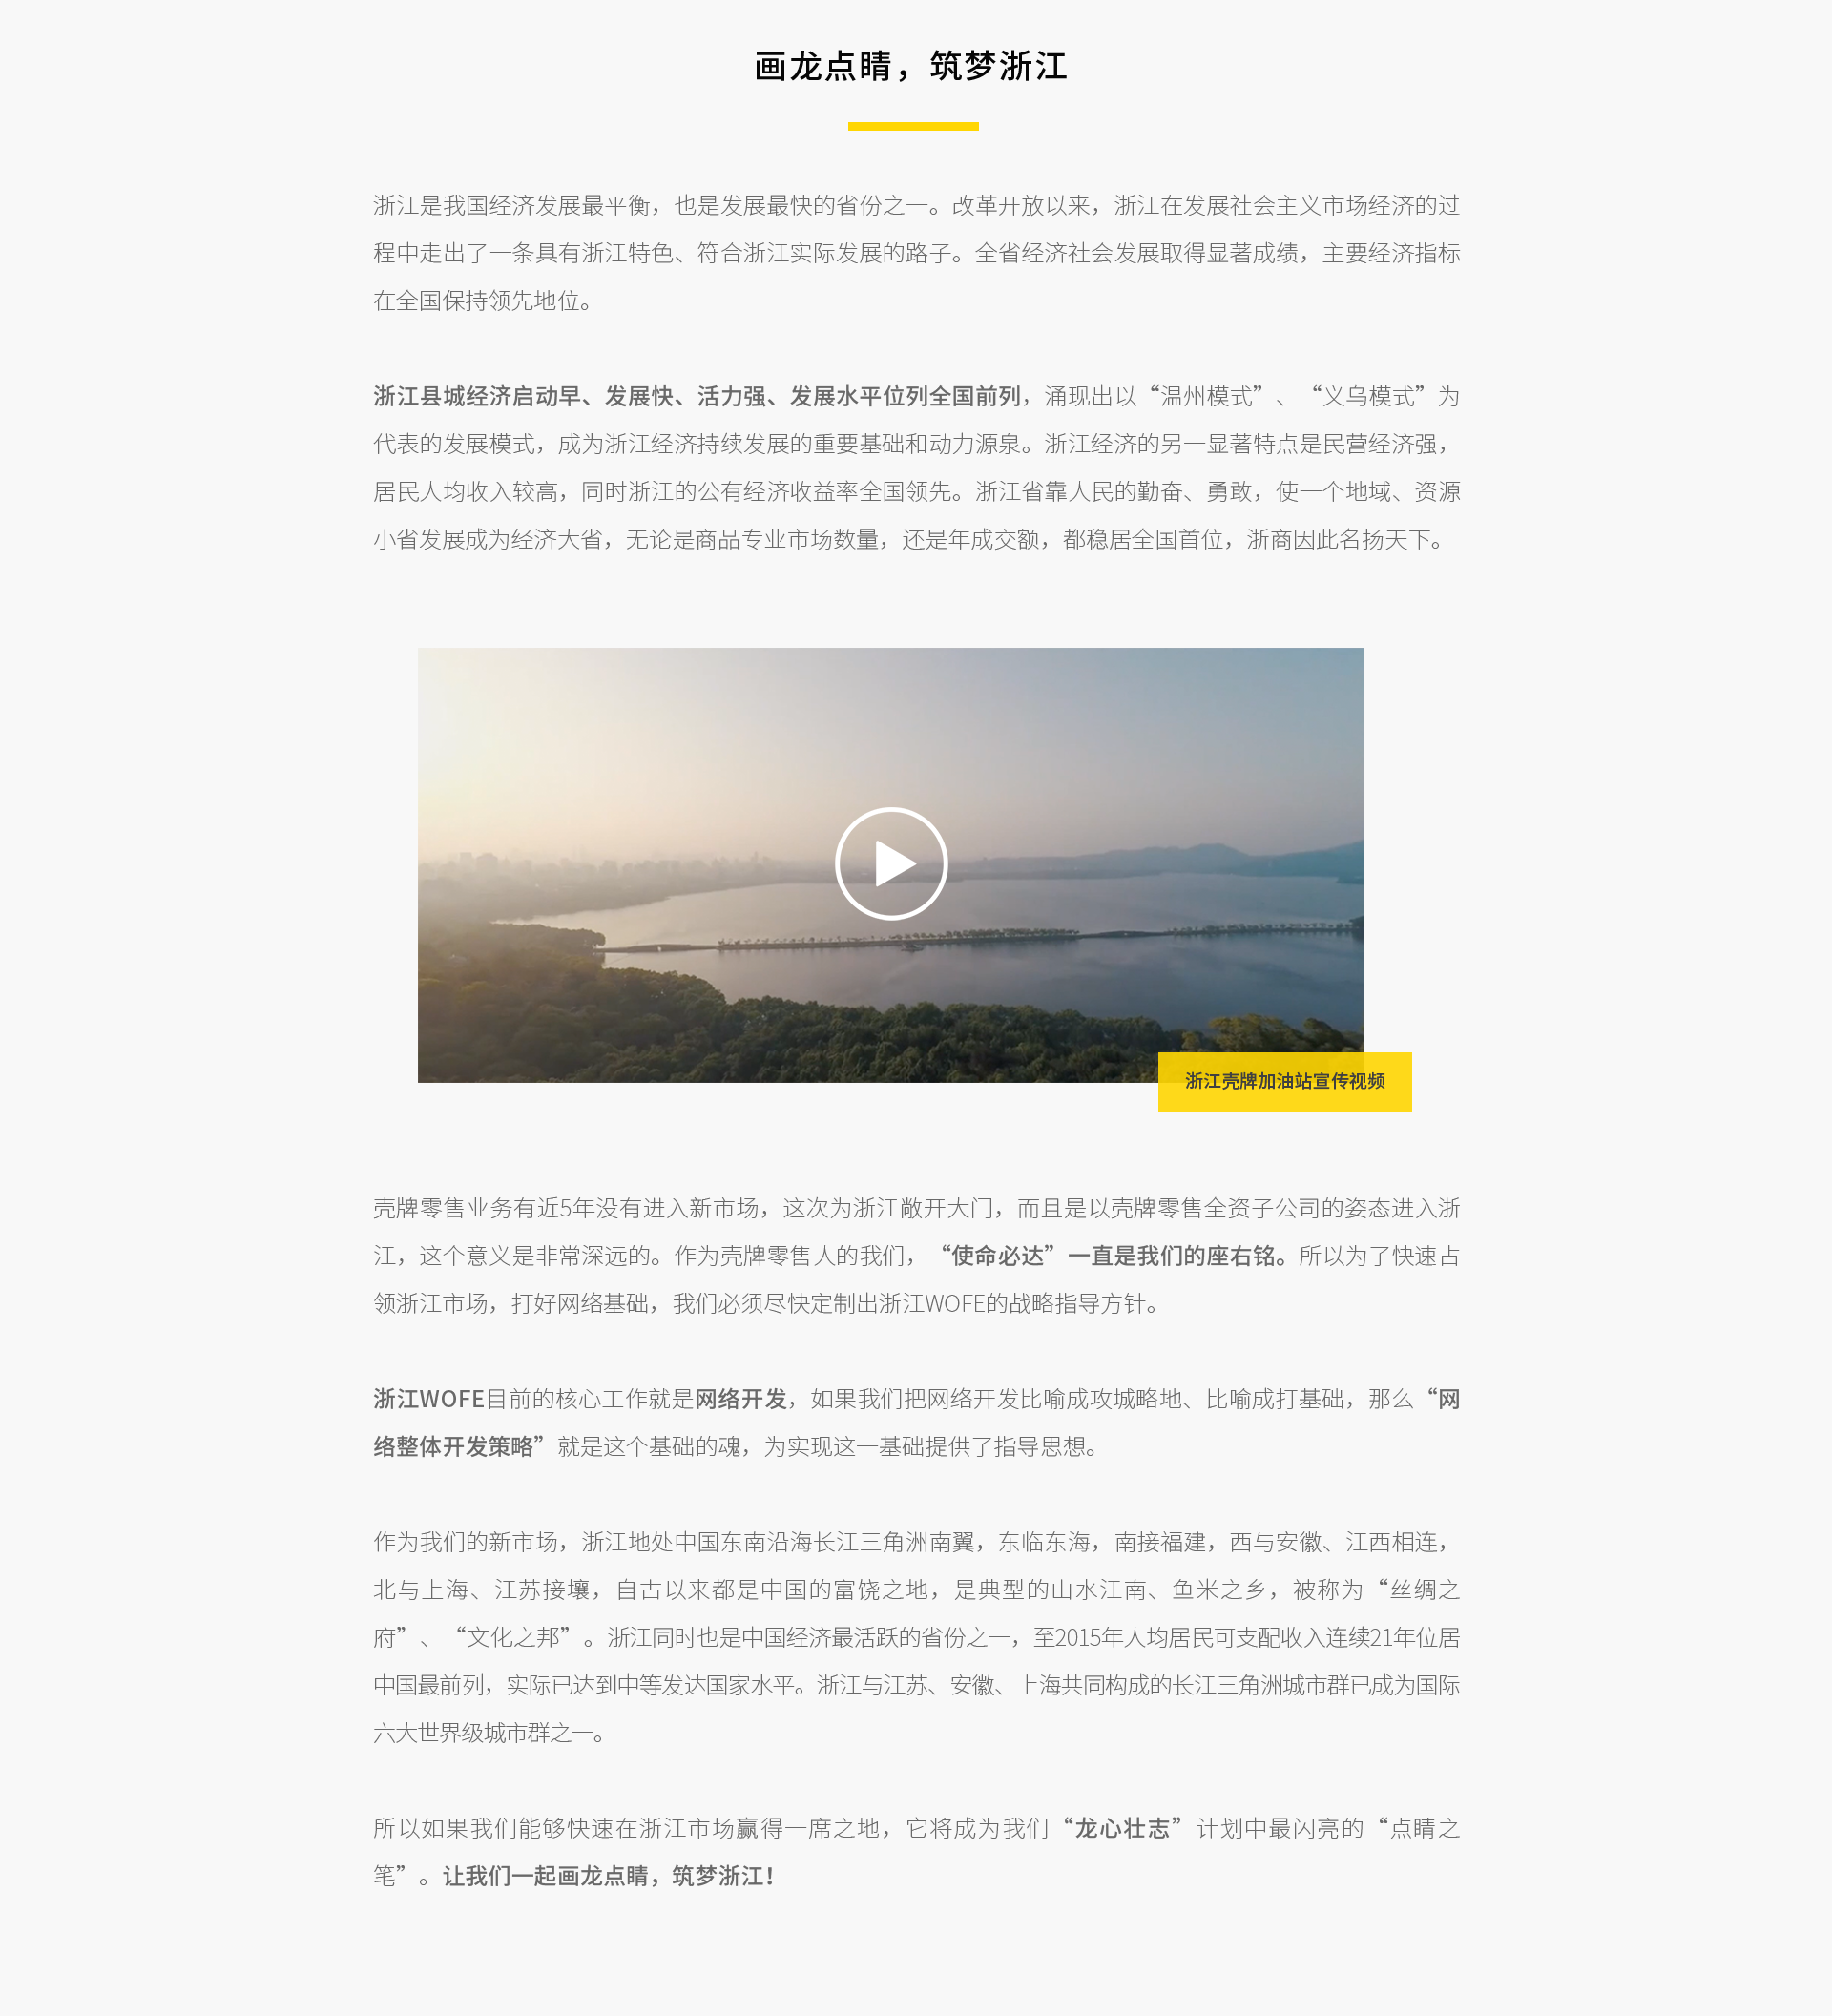 画龙点睛，筑梦浙江
浙江是我国经济发展最平衡，也是发展最快的省份之一。改革开放以来，浙江在发展社会主义市场经济的过
程中走出了一条具有浙江特色、符合浙江实际发展的路子。全省经济社会发展取得显著成绩，主要经济指标
在全国保持领先地位。
浙江县城经济启动早、发展快、活力强、发展水平位列全国前列，涌现出以“温州模式”、“义乌模式”为
代表的发展模式，成为浙江经济持续发展的重要基础和动力源泉。浙江经济的另一显著特点是民营经济强，
居民人均收入较高，同时浙江的公有经济收益率全国领先。浙江省靠人民的勤奋、勇敢，使一个地域、资源
小省发展成为经济大省，无论是商品专业市场数量，还是年成交额，都稳居全国首位，浙商因此名扬天下。
浙江壳牌加油站宣传视频
壳牌零售业务有近5年没有进入新市场，这次为浙江敞开大门，而且是以壳牌零售全资子公司的姿态进入浙
江，这个意义是非常深远的。作为壳牌零售人的我们，“使命必达”一直是我们的座右铭。所以为了快速占
领浙江市场，打好网络基础，我们必须尽快定制出浙江WOFE的战略指导方针。
浙江WOFE目前的核心工作就是网络开发，如果我们把网络开发比喻成攻城略地、比喻成打基础，那么“网
络整体开发策略”就是这个基础的魂，为实现这一基础提供了指导思想。
作为我们的新市场，浙江地处中国东南沿海长江三角洲南翼，东临东海，南接福建，西与安徽、江西相连，
北与上海、江苏接壤，自古以来都是中国的富饶之地，是典型的山水江南、鱼米之乡，被称为“丝绸之
府”、“文化之邦”。浙江同时也是中国经济最活跃的省份之一，至2015年人均居民可支配收入连续21年位居
中国最前列，实际已达到中等发达国家水平。浙江与江苏、安徽、上海共同构成的长江三角洲城市群已成为国际
六大世界级城市群之一。
所以如果我们能够快速在浙江市场赢得一席之地，它将成为我们“龙心壮志”计划中最闪亮的“点睛之
笔”。让我们一起画龙点睛，筑梦浙江！